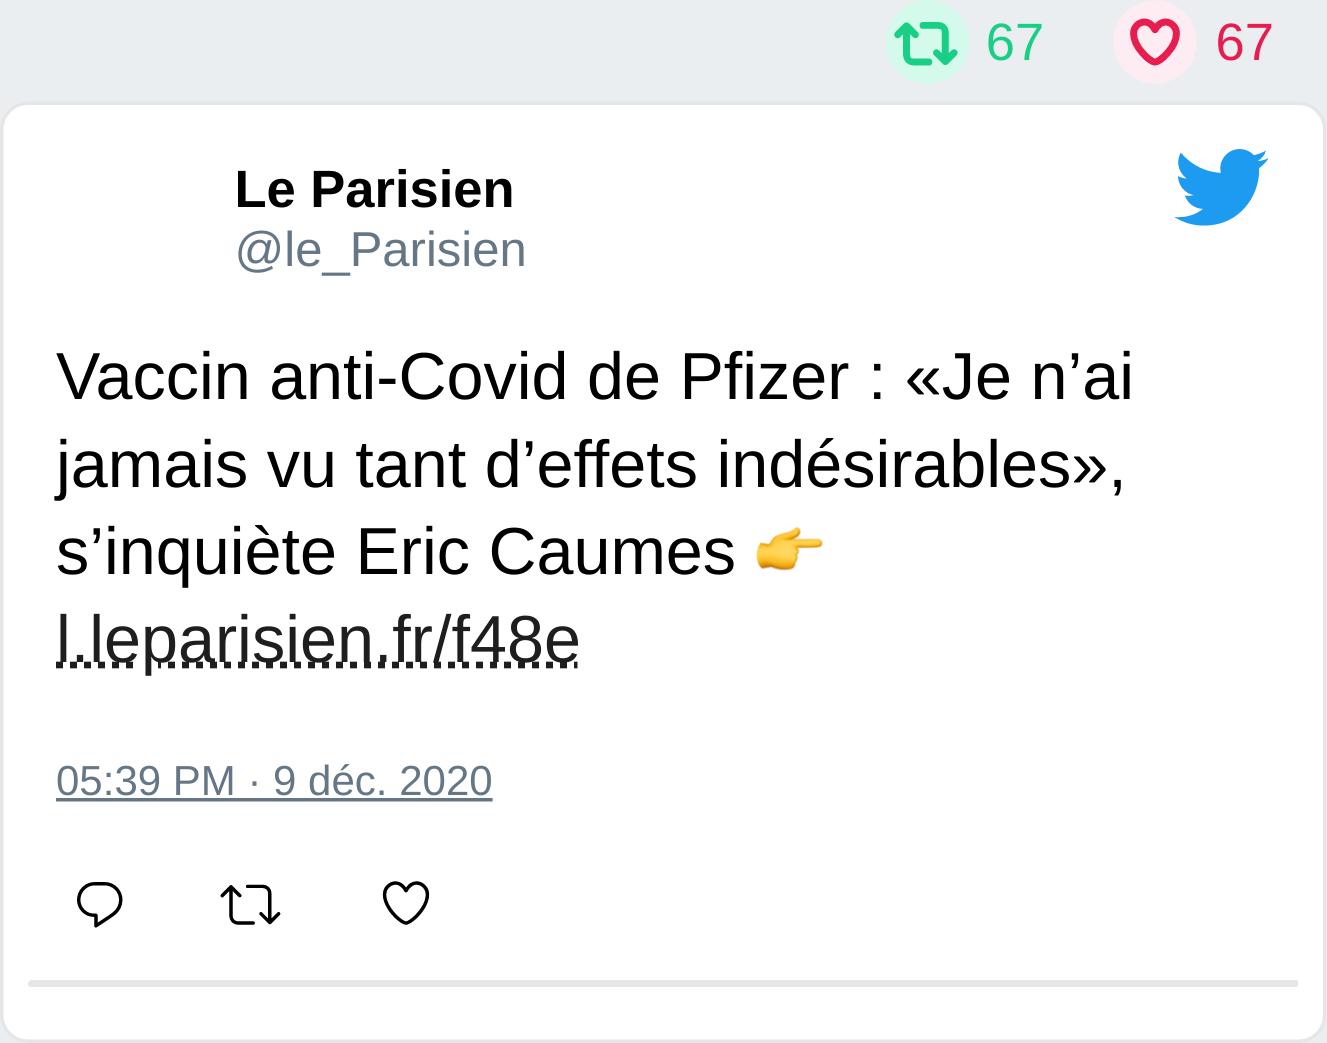 67 67
Le Parisien
@le_Parisien
Vaccin anti-Covid de Pfizer : «Je n’ai
jamais vu tant d’effets indésirables»,
s’inquiète Eric Caumes 👉
l.leparisien.fr/f48e
05:39 PM · 9 déc. 2020